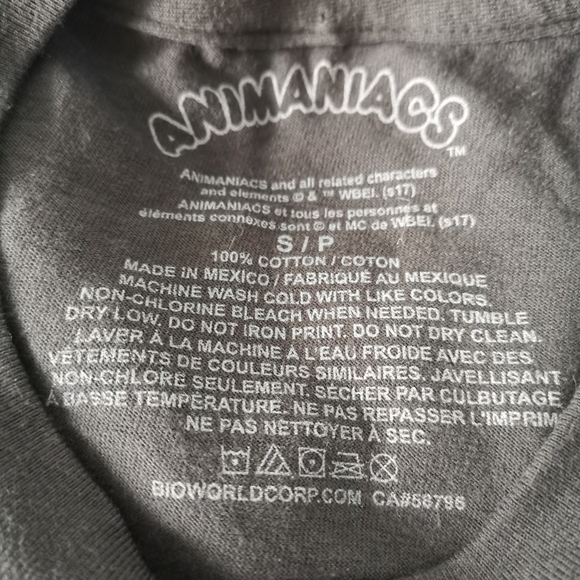 ANIMANIACS
TM
ANIMANIACS and all related characters
and elements © & ™ WBEI. (s17)
ANIMANIACS et tous les personnages et
éléments connexes sont © et MC de WBEI. (s17)
S / P
100% COTTON / COTON
MADE IN MEXICO / FABRIQUÉ AU MEXIQUE
MACHINE WASH COLD WITH LIKE COLORS.
NON-CHLORINE BLEACH WHEN NEEDED. TUMBLE
DRY LOW, DO NOT IRON PRINT. DO NOT DRY CLEAN.
LAVER À LA MACHINE À L'EAU FROIDE AVEC DES
VÊTEMENTS DE COULEURS SIMILAIRES. JAVELLISANT
NON-CHLORÉ SEULEMENT. SÉCHER PAR CULBUTAGE
À BASSE TEMPÉRATURE. NE PAS REPASSER L'IMPRIM
NE PAS NETTOYER À SEC.
BIOWORLDCORP.COM CA#56795